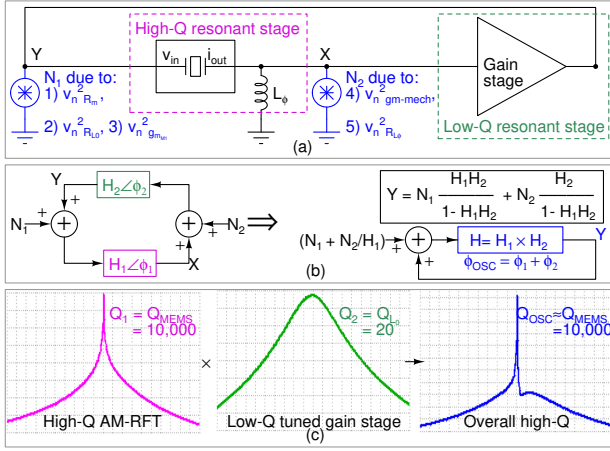 High-Q resonant stage
Y
v_in i_out
X
Gain stage
N_1 due to:
1) v_n^2 R_m,
2) v_n^2 R_L0, 3) v_n^2 g_m_M1
L_ϕ
N_2 due to:
4) v_n^2 gm-mech,
5) v_n^2 R_Lϕ
Low-Q resonant stage
(a)
Y
H_2∠ϕ_2
N_1
+
+
+
+
N_2
H_1∠ϕ_1
X
⇒
Y = N_1 H_1H_2 / 1- H_1H_2 + N_2 H_2 / 1- H_1H_2
(N_1 + N_2/H_1)
+
+
H= H_1 × H_2
Y
ϕ_OSC = ϕ_1 + ϕ_2
(b)
Q_1 = Q_MEMS = 10,000
High-Q AM-RFT
×
Q_2 = Q_L0 = 20
Low-Q tuned gain stage
Q_OSC≈Q_MEMS =10,000
Overall high-Q
(c)